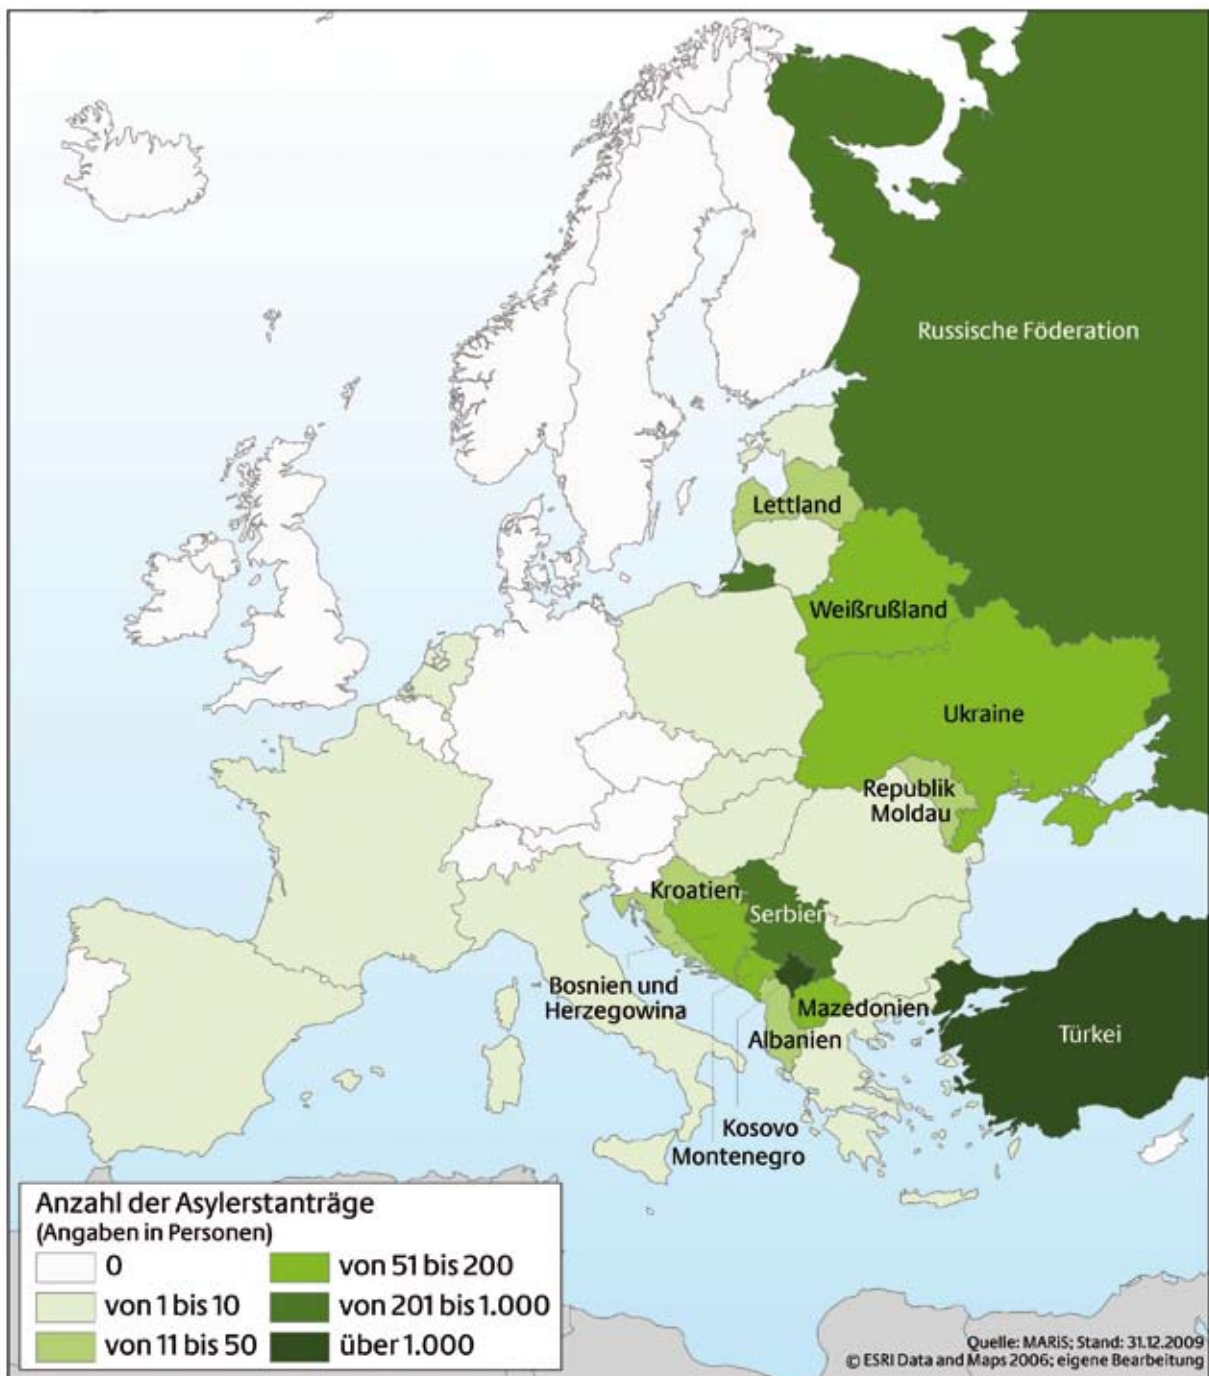 Russische Föderation
Lettland
Weißrußland
Ukraine
Republik
Moldau
Kroatien
Serbien
Bosnien und
Herzegowina
Mazedonien
Albanien
Türkei
Kosovo
Montenegro
Anzahl der Asylerstanträge
(Angaben in Personen)
0
von 51 bis 200
von 1 bis 10
von 201 bis 1.000
von 11 bis 50
über 1.000
Quelle: MARiS; Stand: 31.12.2009
© ESRI Data and Maps 2006; eigene Bearbeitung